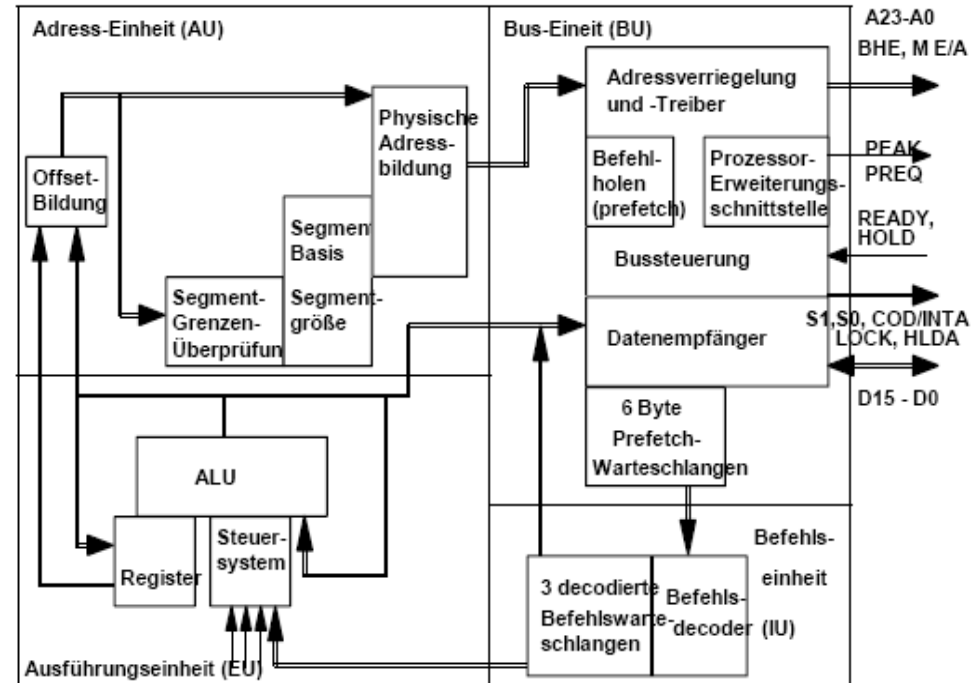 Adress-Einheit (AU)
Bus-Eineit (BU)
A23-A0
BHE, M E/A
Physische
Adress-
bildung
Adressverriegelung
und -Treiber
Offset-
Bildung
Befehl
holen
(prefetch)
Prozessor-
Erweiterungs-
schnittstelle
PEAK
PREQ
READY,
HOLD
Segment
Basis
Bussteuerung
Segment-
Grenzen-
Überprüfun
Segment-
größe
Datenempfänger
S1,S0, COD/INTA
LOCK, HLDA
D15 - D0
6 Byte
Prefetch-
Warteschlangen
ALU
Register
Steuer-
system
3 decodierte
Befehlswarte-
schlangen
Befehls-
decoder
Befehls-
einheit
(IU)
Ausführungseinheit (EU)